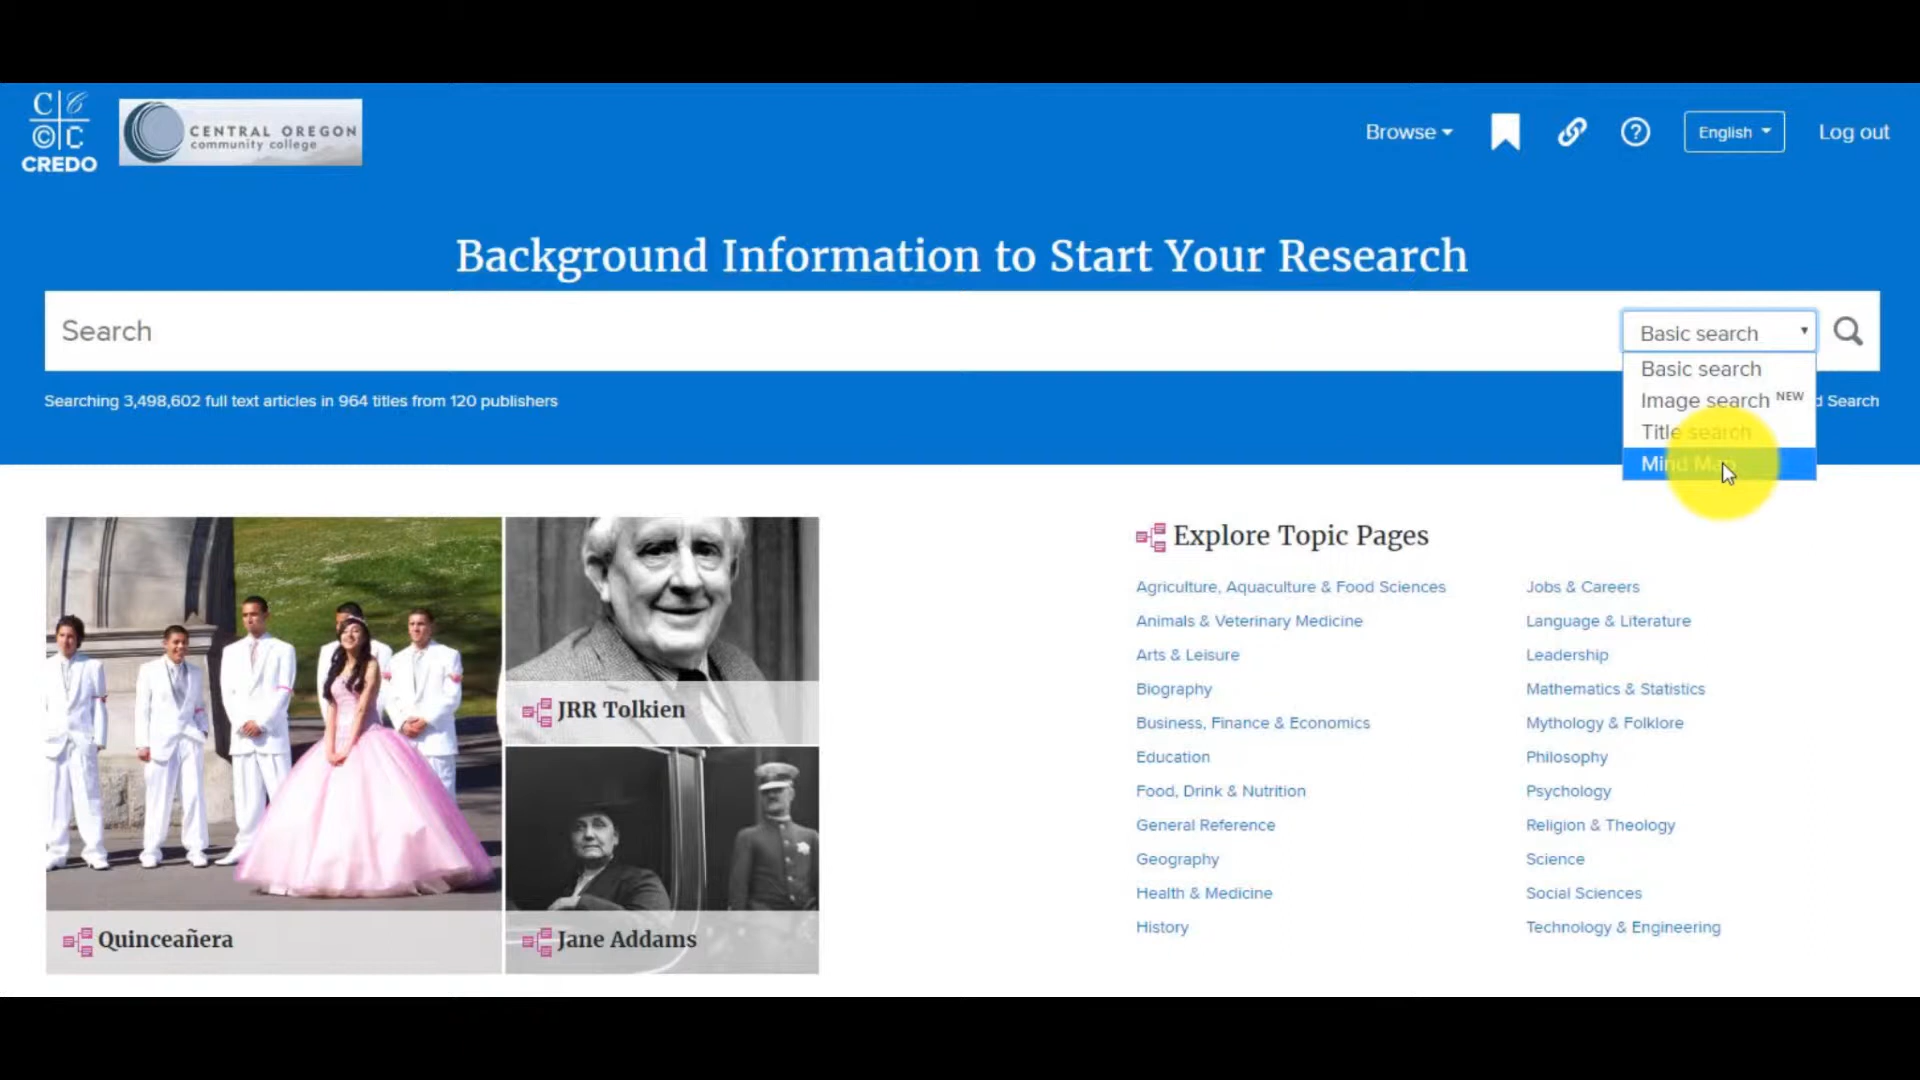 C C
© C
CREDO
CENTRAL OREGON
community college
Browse
English
Log out
Background Information to Start Your Research
Search
Basic search
Basic search
Image search NEW
Title search
Mind Map
Searching 3,498,602 full text articles in 964 titles from 120 publishers
d Search
Explore Topic Pages
Agriculture, Aquaculture & Food Sciences
Animals & Veterinary Medicine
Arts & Leisure
Biography
Business, Finance & Economics
Education
Food, Drink & Nutrition
General Reference
Geography
Health & Medicine
History
Jobs & Careers
Language & Literature
Leadership
Mathematics & Statistics
Mythology & Folklore
Philosophy
Psychology
Religion & Theology
Science
Social Sciences
Technology & Engineering
JRR Tolkien
Quinceañera
Jane Addams